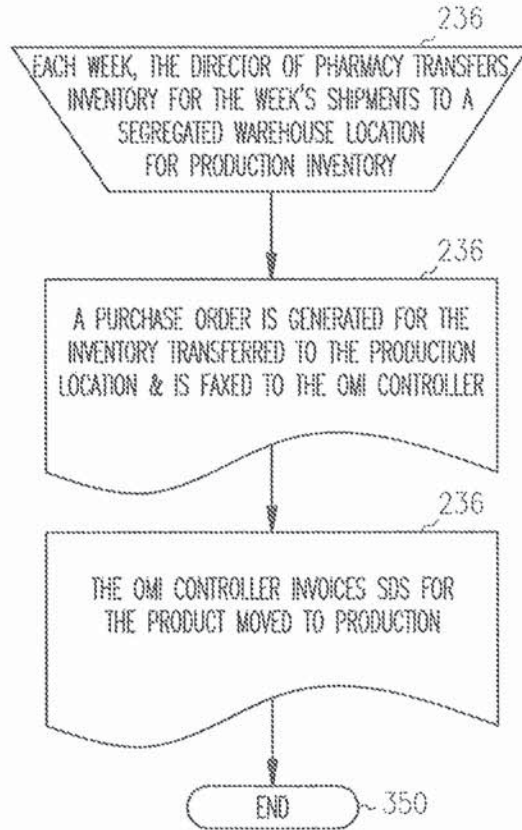 236
EACH WEEK, THE DIRECTOR OF PHARMACY TRANSFERS
INVENTORY FOR THE WEEK'S SHIPMENTS TO A
SEGREGATED WAREHOUSE LOCATION
FOR PRODUCTION INVENTORY
236
A PURCHASE ORDER IS GENERATED FOR THE
INVENTORY TRANSFERRED TO THE PRODUCTION
LOCATION & IS FAXED TO THE OMI CONTROLLER
236
THE OMI CONTROLLER INVOICES SDS FOR
THE PRODUCT MOVED TO PRODUCTION
END 350